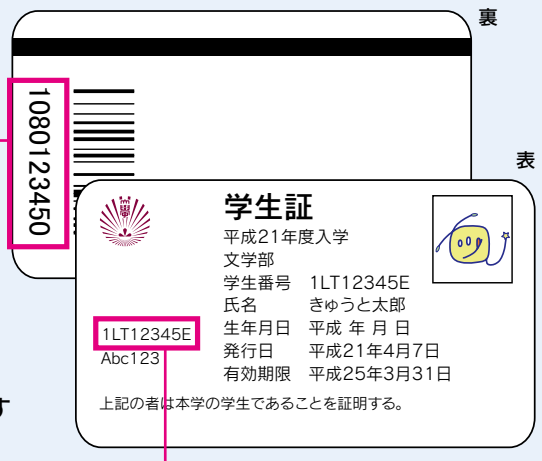 裏
1080123450
表
学生証
平成21年度入学
文学部
学生番号 1LT12345E
氏名 きゅうと太郎
生年月日 平成 年 月 日
発行日 平成21年4月7日
有効期限 平成25年3月31日
1LT12345E
Abc123
上記の者は本学の学生であることを証明する。
す